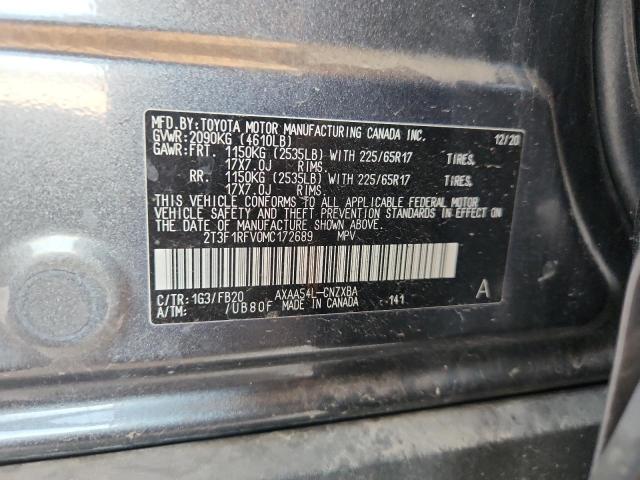 MFD.BY:TOYOTA MOTOR MANUFACTURING CANADA INC. 12/20
GVWR:2090KG (4610LB)
GAWR:FRT. 1150KG (2535LB) WITH 225/65R17 TIRES.
17X7.0J RIMS
RR. 1150KG (2535LB) WITH 225/65R17 TIRES.
17X7.0J RIMS
THIS VEHICLE CONFORMS TO ALL APPLICABLE FEDERAL MOTOR
VEHICLE SAFETY AND THEFT PREVENTION STANDARDS IN EFFECT ON
THE DATE OF MANUFACTURE SHOWN ABOVE.
2T3F1RFV0MC172689 MPV
C/TR:1G3/FB20 AXAA54L-CNZXBA A
A/TM: /UB80F MADE IN CANADA 141